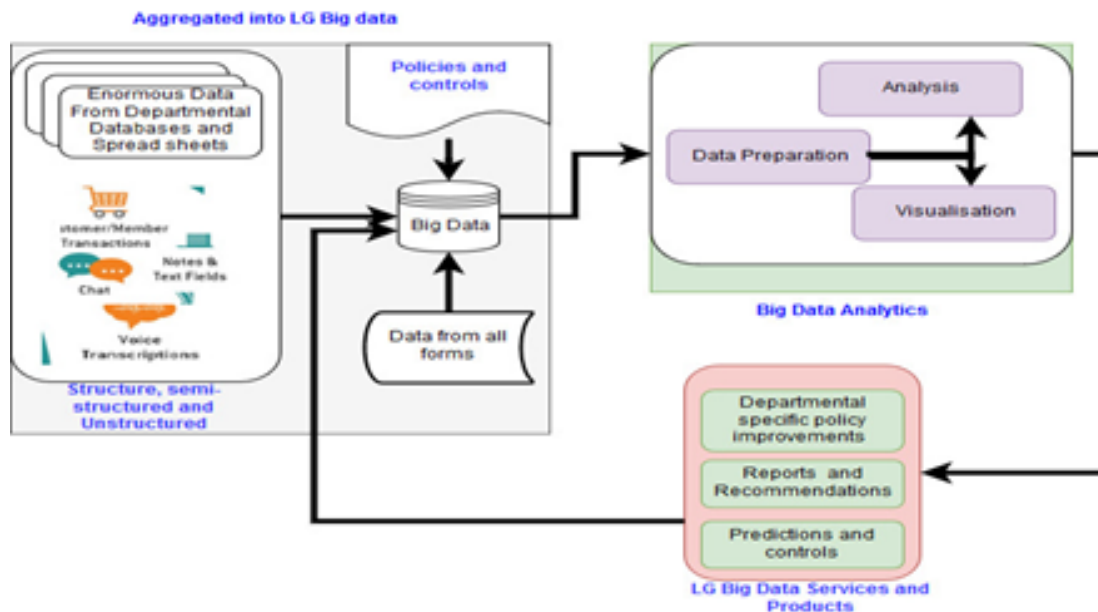 Aggregated into LG Big data
Enormous Data
From Departmental
Databases and
Spread sheets
stomer/Member
Transactions
Notes &
Text Fields
Chat
Voice
Transcriptions
Structure, semi-
structured and
Unstructured
Policies and
controls
Big Data
Data from all
forms
Analysis
Data Preparation
Visualisation
Big Data Analytics
Departmental
specific policy
improvements
Reports and
Recommendations
Predictions and
controls
LG Big Data Services and
Products